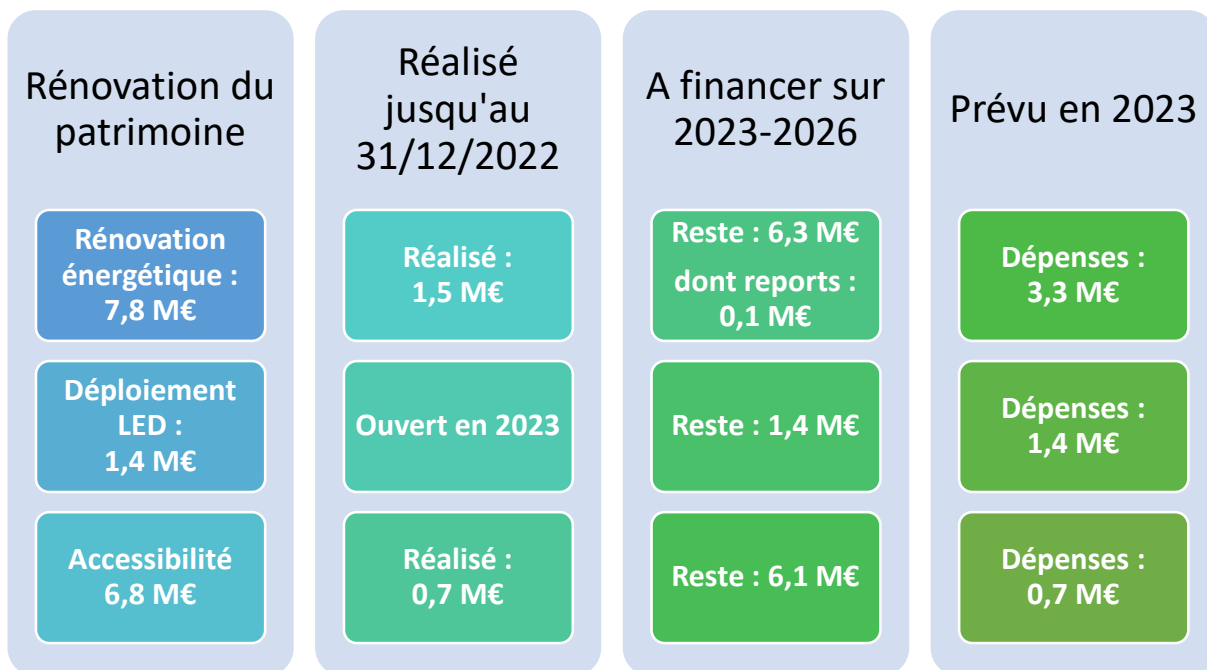 Rénovation du
patrimoine
Rénovation
énergétique :
7,8 M€
Déploiement
LED :
1,4 M€
Accessibilité
6,8 M€
Réalisé
jusqu'au
31/12/2022
Réalisé :
1,5 M€
Ouvert en 2023
Réalisé :
0,7 M€
A financer sur
2023-2026
Reste : 6,3 M€
dont reports :
0,1 M€
Reste : 1,4 M€
Reste : 6,1 M€
Prévu en 2023
Dépenses :
3,3 M€
Dépenses :
1,4 M€
Dépenses :
0,7 M€